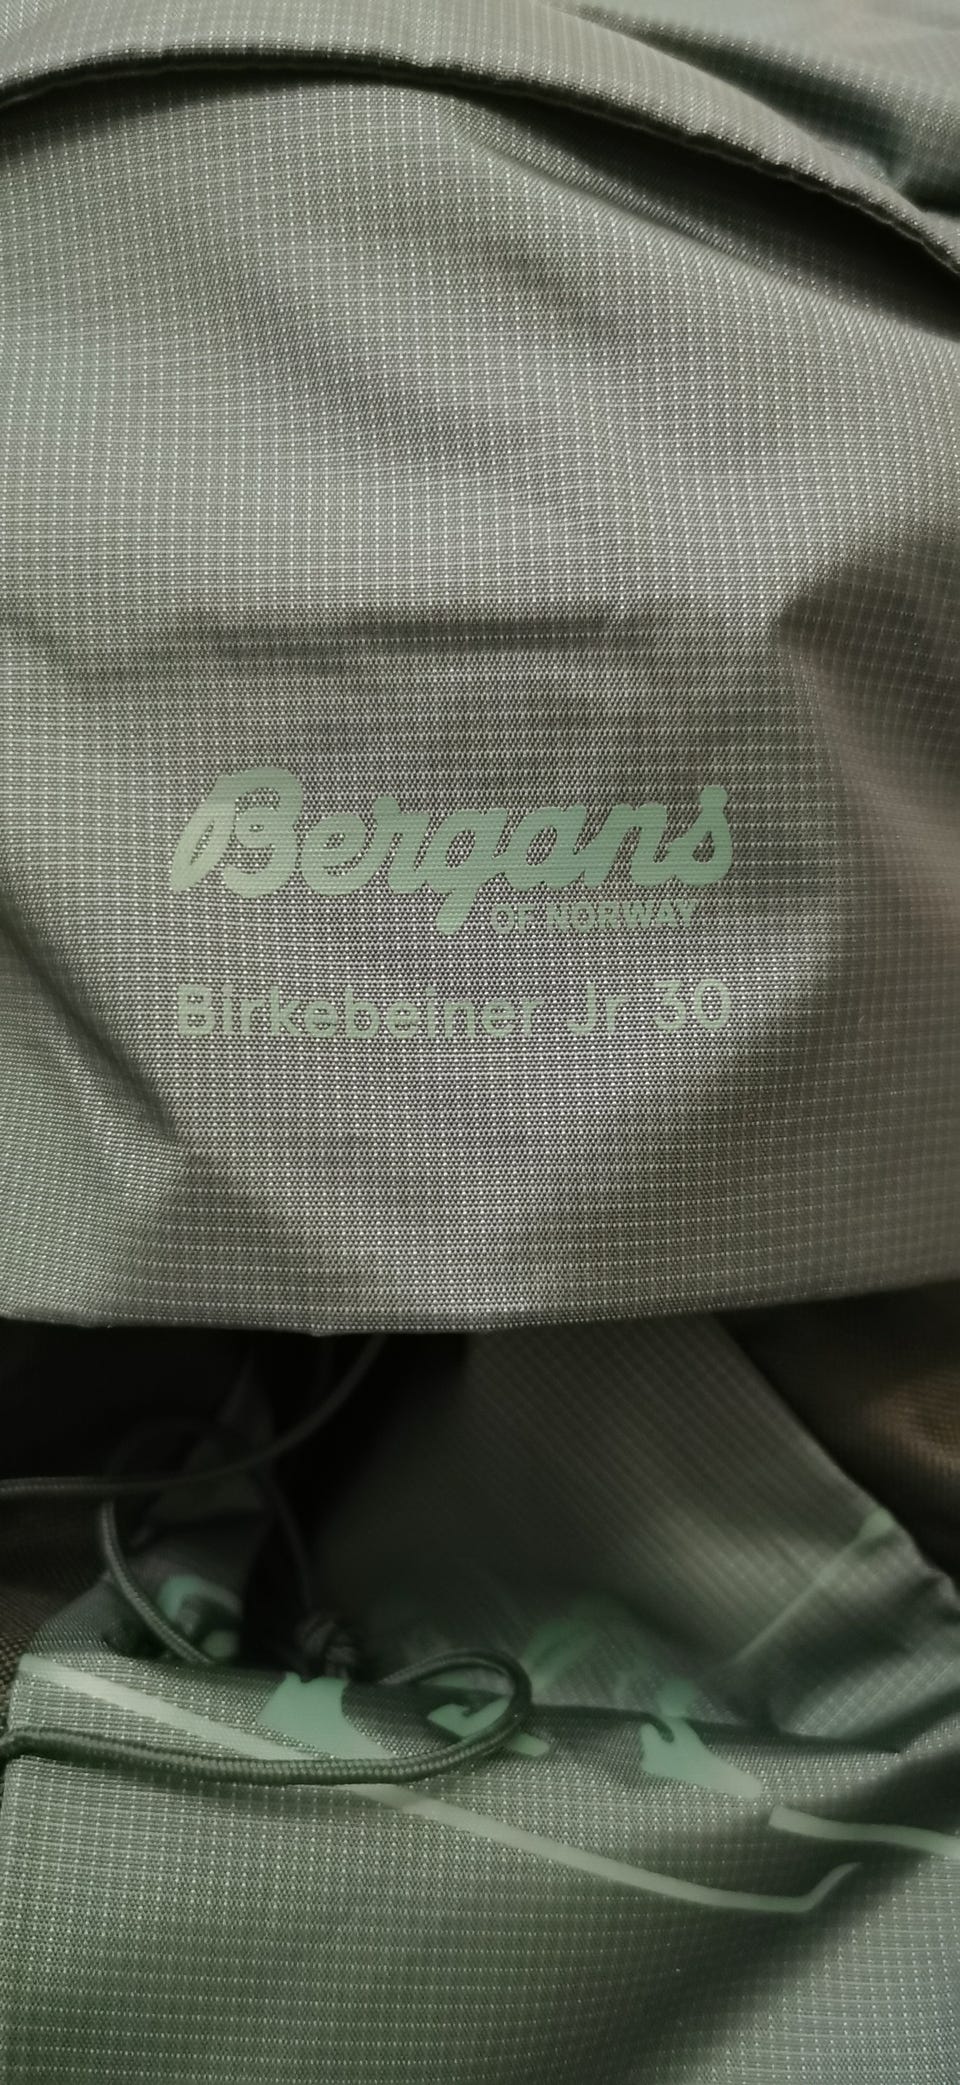 Bergans
OF NORWAY
Birkebeiner Jr 30